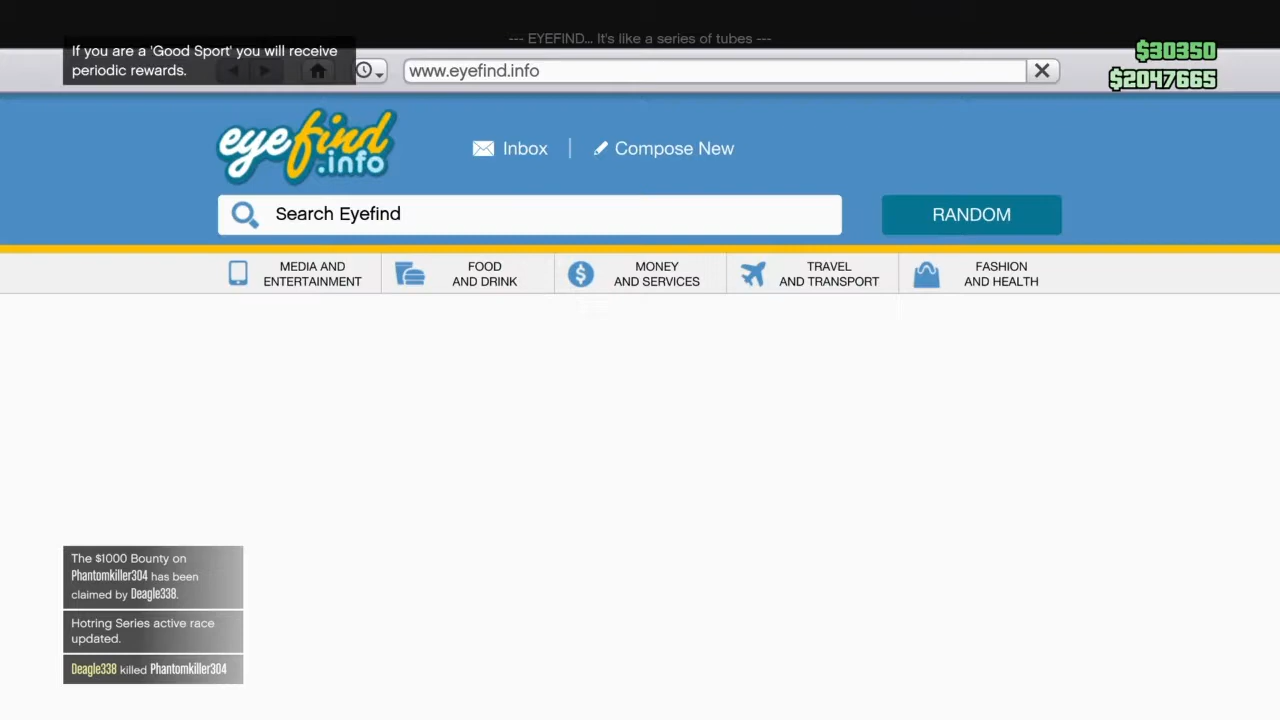 --- EYEFIND... It's like a series of tubes ---
If you are a 'Good Sport' you will receive
periodic rewards.
www.eyefind.info
$30350
$2047665
eyefind
.info
Inbox
Compose New
Search Eyefind
RANDOM
MEDIA AND
ENTERTAINMENT
FOOD
AND DRINK
MONEY
AND SERVICES
TRAVEL
AND TRANSPORT
FASHION
AND HEALTH
The $1000 Bounty on
Phantomkiller304 has been
claimed by Deagle338.
Hotring Series active race
updated.
Deagle338 killed Phantomkiller304